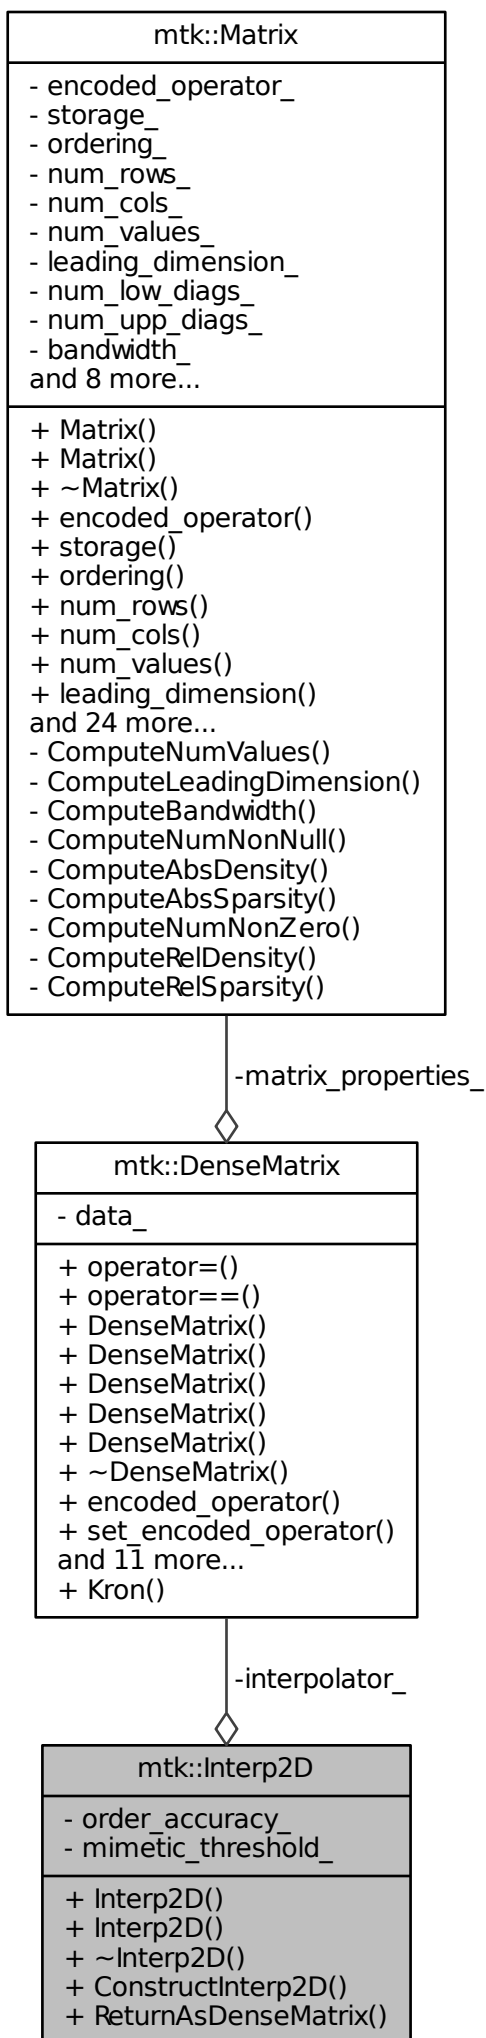 mtk::Matrix
- encoded_operator_
- storage_
- ordering_
- num_rows_
- num_cols_
- num_values_
- leading_dimension_
- num_low_diags_
- num_upp_diags_
- bandwidth_
and 8 more...
+ Matrix()
+ Matrix()
+ ~Matrix()
+ encoded_operator()
+ storage()
+ ordering()
+ num_rows()
+ num_cols()
+ num_values()
+ leading_dimension()
and 24 more...
- ComputeNumValues()
- ComputeLeadingDimension()
- ComputeBandwidth()
- ComputeNumNonNull()
- ComputeAbsDensity()
- ComputeAbsSparsity()
- ComputeNumNonZero()
- ComputeRelDensity()
- ComputeRelSparsity()
-matrix_properties_
mtk::DenseMatrix
- data_
+ operator=()
+ operator==()
+ DenseMatrix()
+ DenseMatrix()
+ DenseMatrix()
+ DenseMatrix()
+ DenseMatrix()
+ ~DenseMatrix()
+ encoded_operator()
+ set_encoded_operator()
and 11 more...
+ Kron()
-interpolator_
mtk::Interp2D
- order_accuracy_
- mimetic_threshold_
+ Interp2D()
+ Interp2D()
+ ~Interp2D()
+ ConstructInterp2D()
+ ReturnAsDenseMatrix()